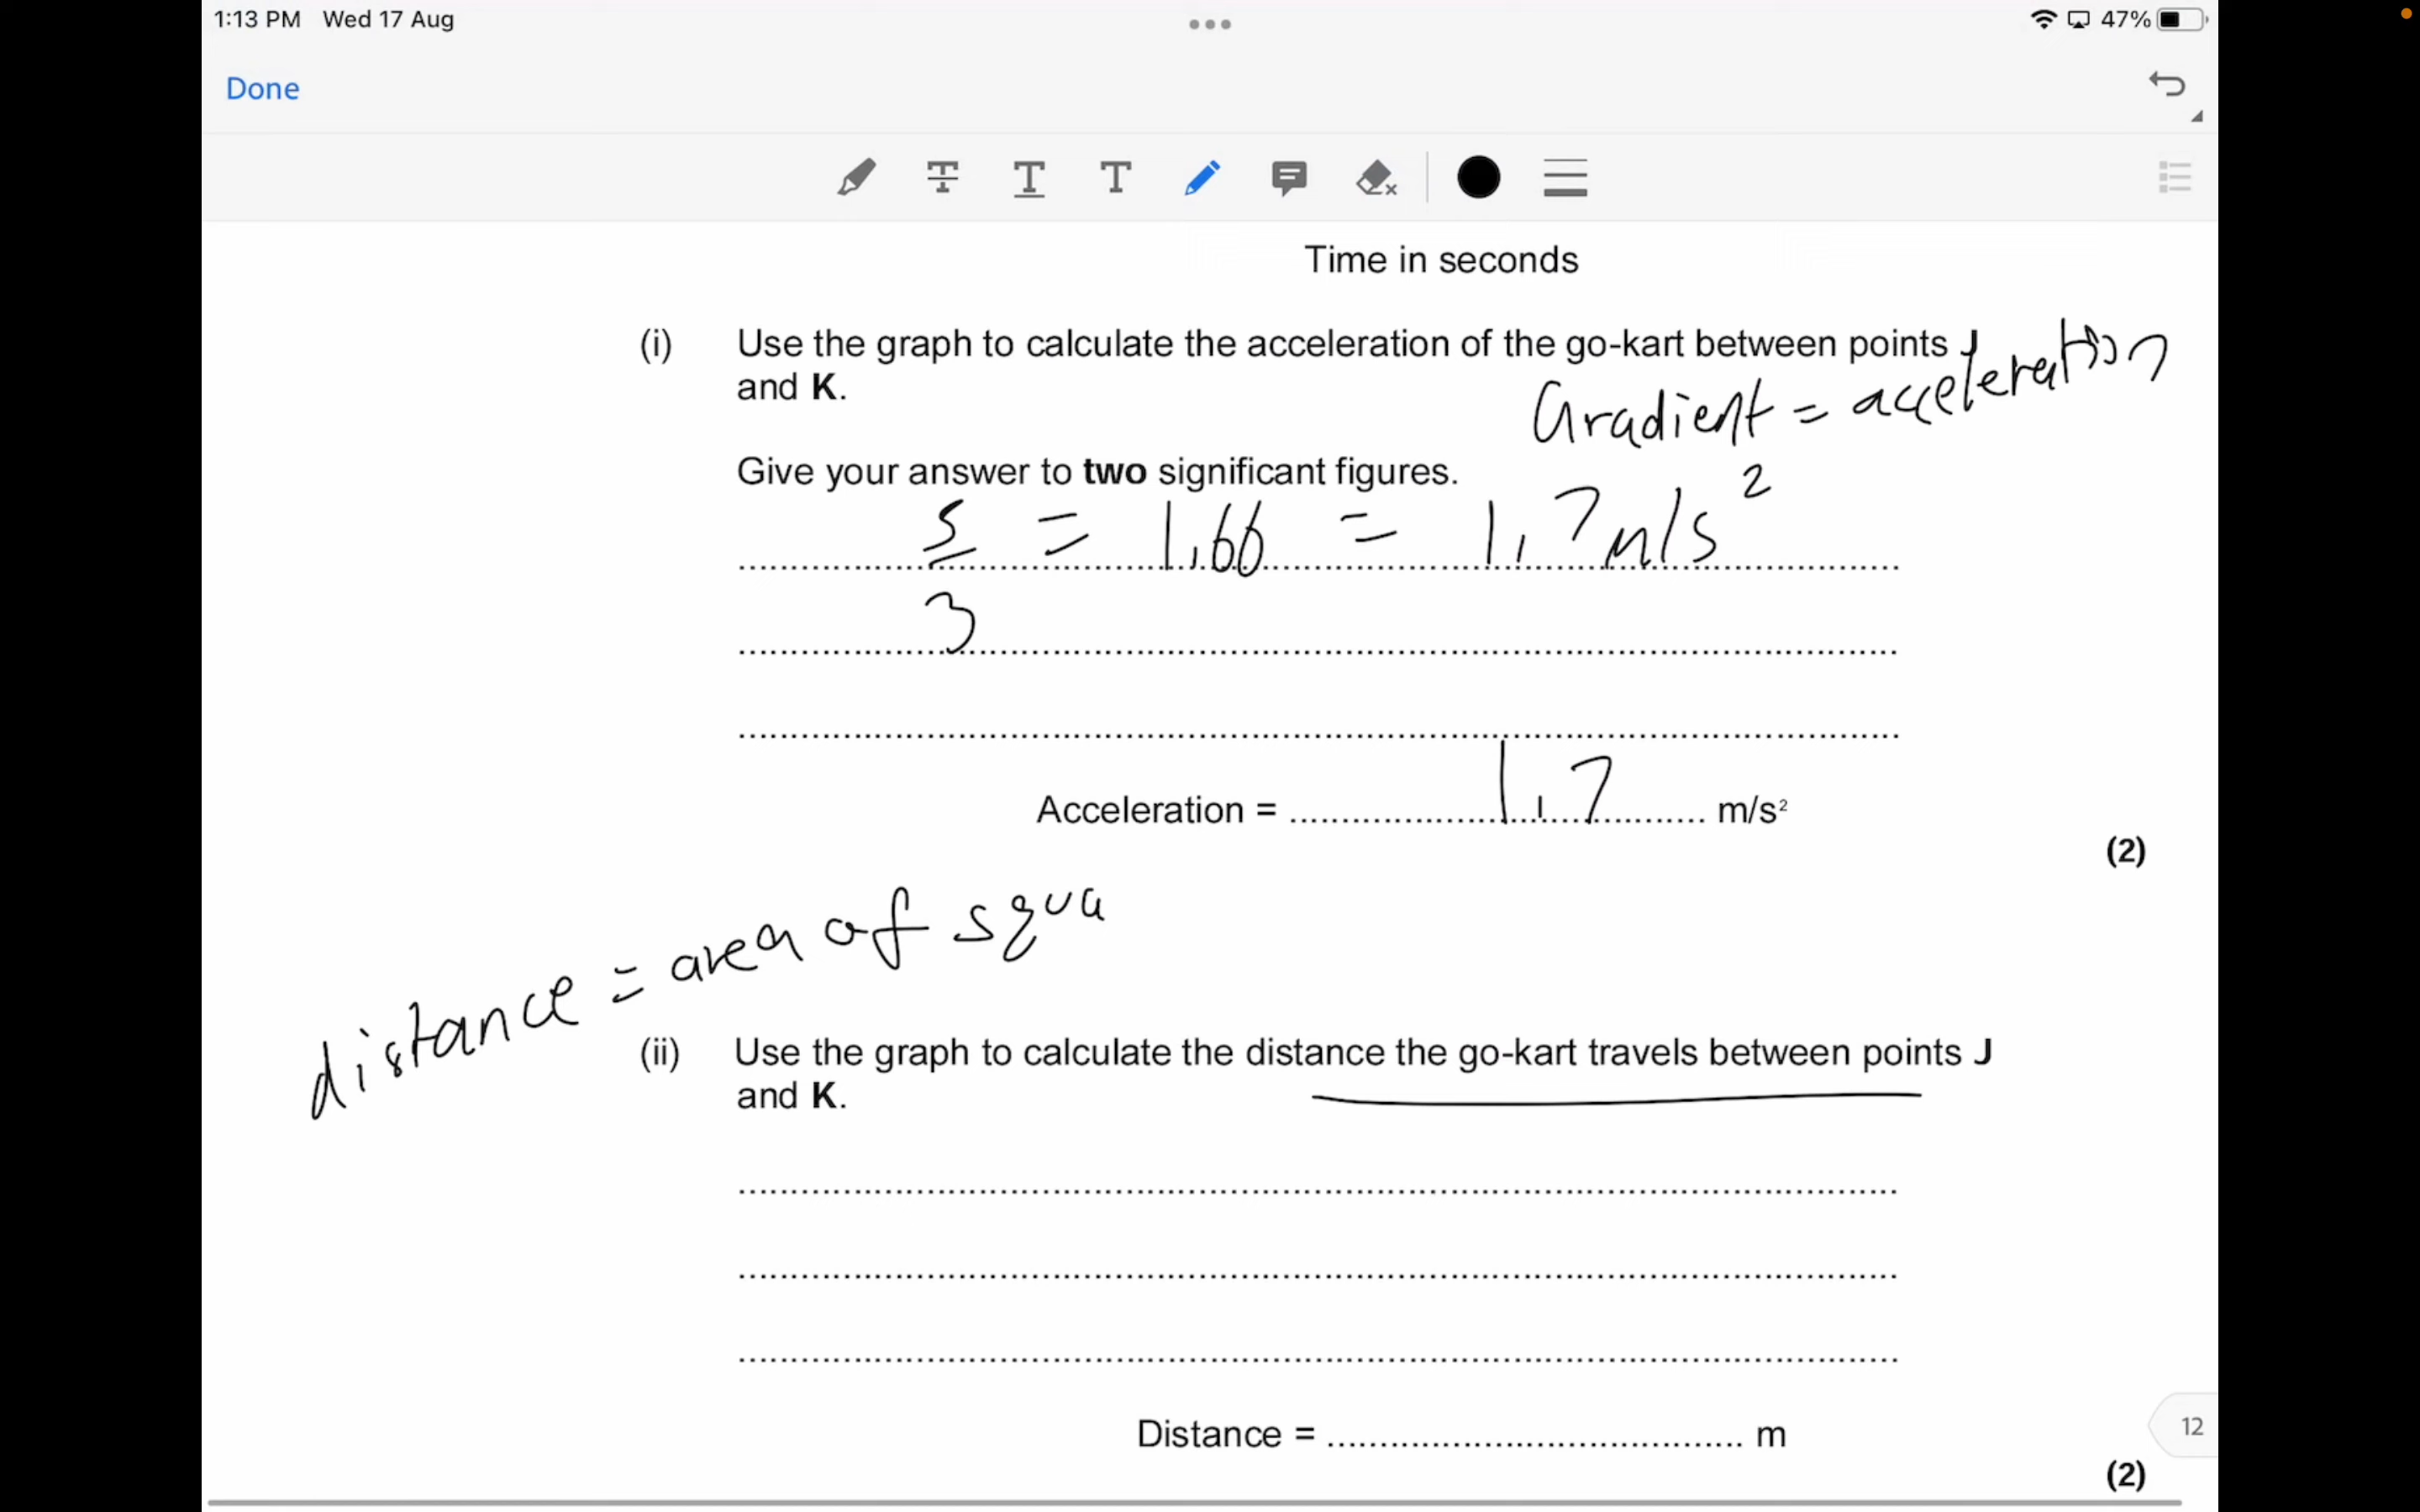 1:13 PM Wed 17 Aug
47%
Done
Time in seconds
(i) Use the graph to calculate the acceleration of the go-kart between points J
and K.
Gradient = acceleration
Give your answer to two significant figures.
5/3 = 1.66 = 1.7 m/s²
Acceleration = 1.7 m/s²
(2)
distance = area of squa
(ii) Use the graph to calculate the distance the go-kart travels between points J
and K.
Distance = ........................................ m
12
(2)